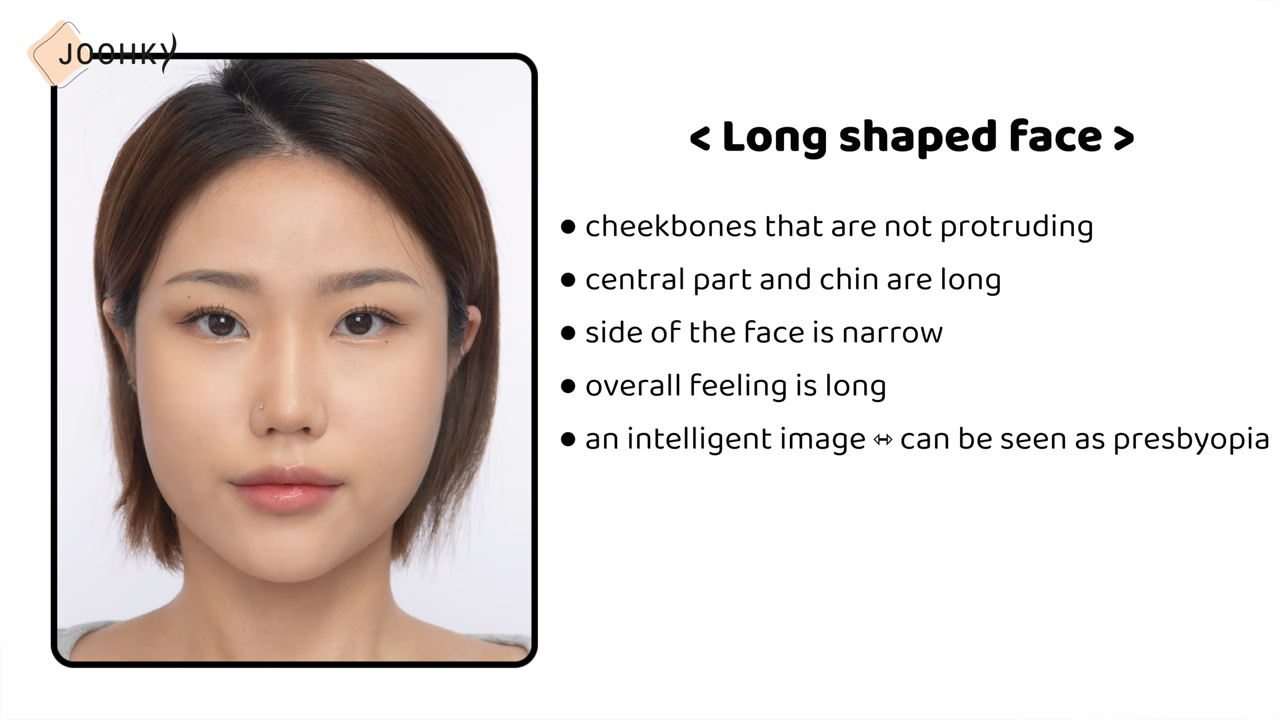 JOOHKY
< Long shaped face >
● cheekbones that are not protruding
● central part and chin are long
● side of the face is narrow
● overall feeling is long
● an intelligent image ⇔ can be seen as presbyopia